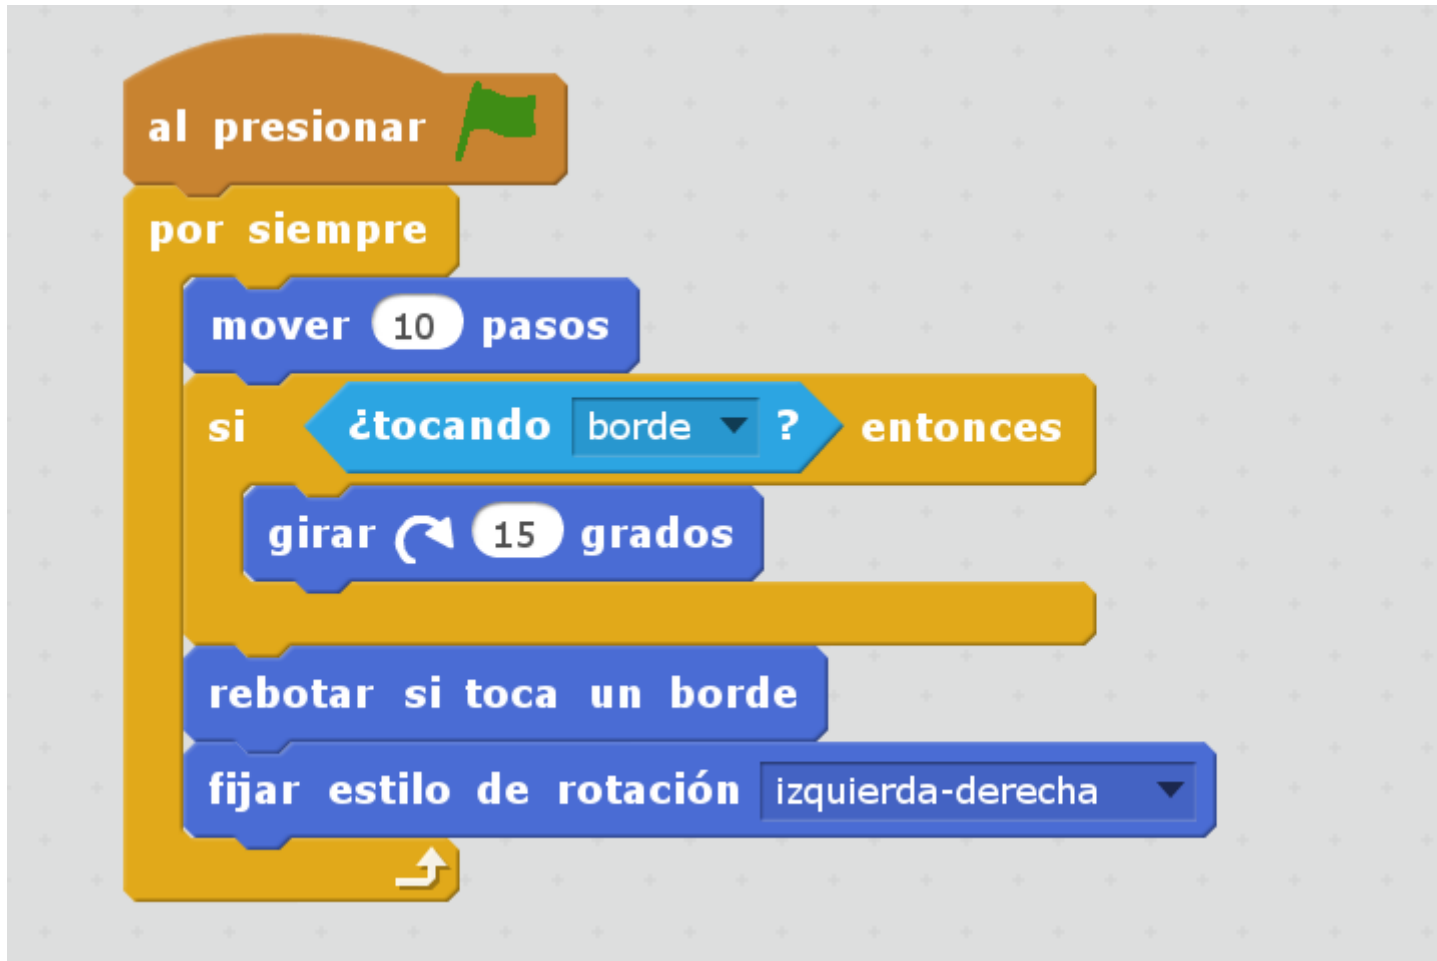 al presionar
por siempre
mover 10 pasos
si ¿tocando borde ? entonces
girar 15 grados
rebotar si toca un borde
fijar estilo de rotación izquierda-derecha